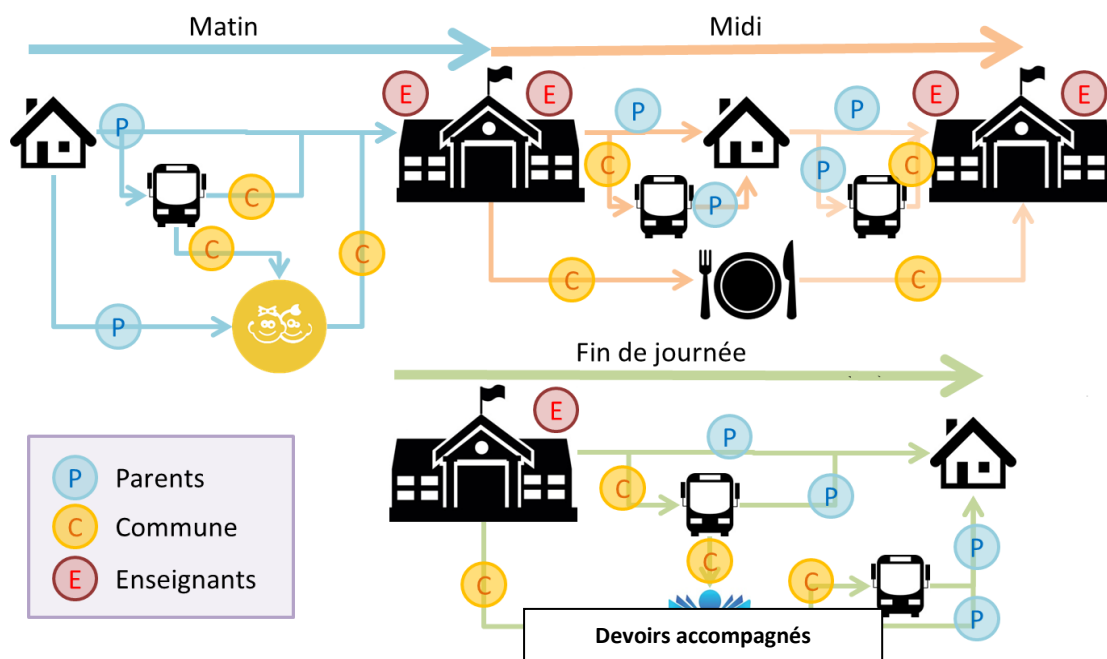 Matin
Midi
E
E
E
E
P
P
P
C
C
P
C
P
C
C
P
C
C
P
Fin de journée
E
P
C
P
P Parents
C Commune
E Enseignants
C
P
C
C
P
Devoirs accompagnés